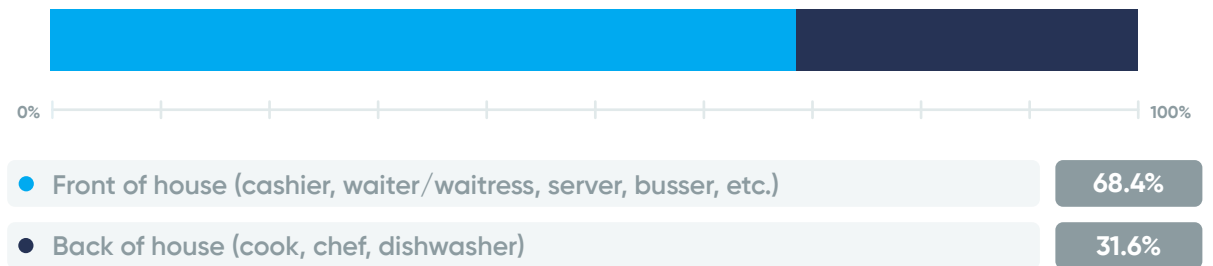 0% 100%
Front of house (cashier, waiter/waitress, server, busser, etc.) 68.4%
Back of house (cook, chef, dishwasher) 31.6%